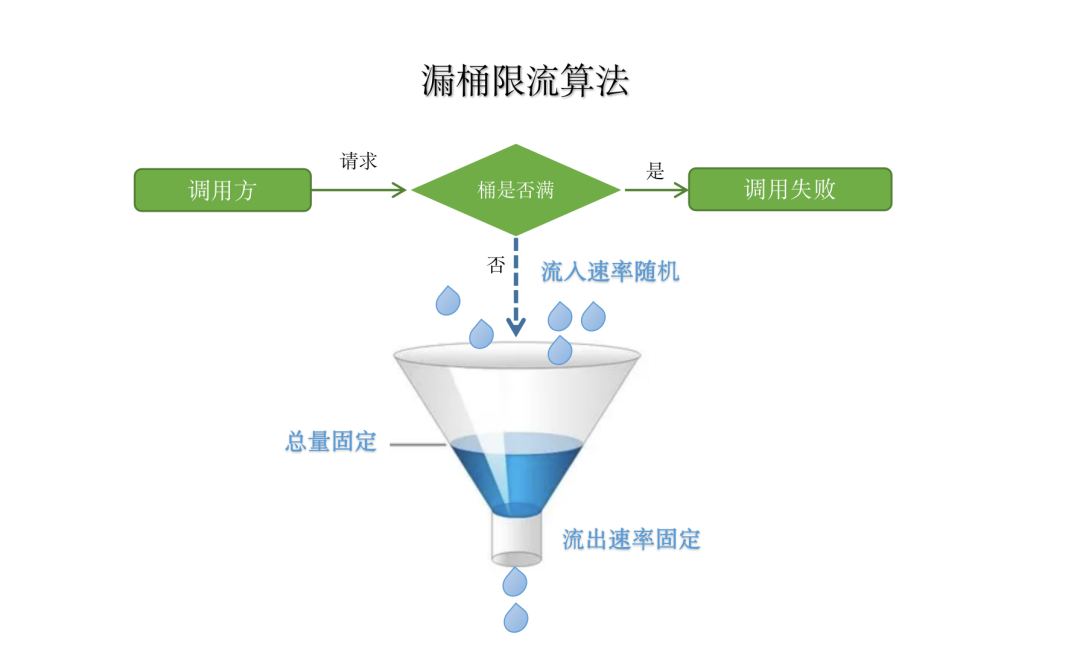 漏桶限流算法
请求
调用方
桶是否满
是
调用失败
否
流入速率随机
总量固定
流出速率固定